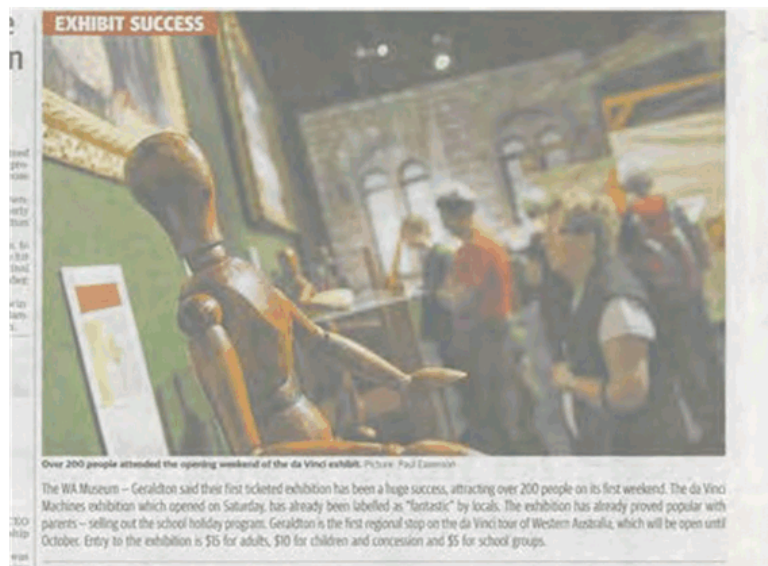 EXHIBIT SUCCESS
Over 200 people attended the opening weekend of the da Vinci exhibit. Picture: Paul
The WA Museum – Geraldton said their first ticketed exhibition has been a huge success, attracting over 200 people on its first weekend. The da Vinci
Machines exhibition which opened on Saturday, has already been labelled as "fantastic" by locals. The exhibition has already proved popular with
parents – selling out the school holiday program. Geraldton is the first regional stop on the da Vinci tour of Western Australia, which will be open until
October. Entry to the exhibition is $15 for adults, $10 for children and concession and $5 for school groups.